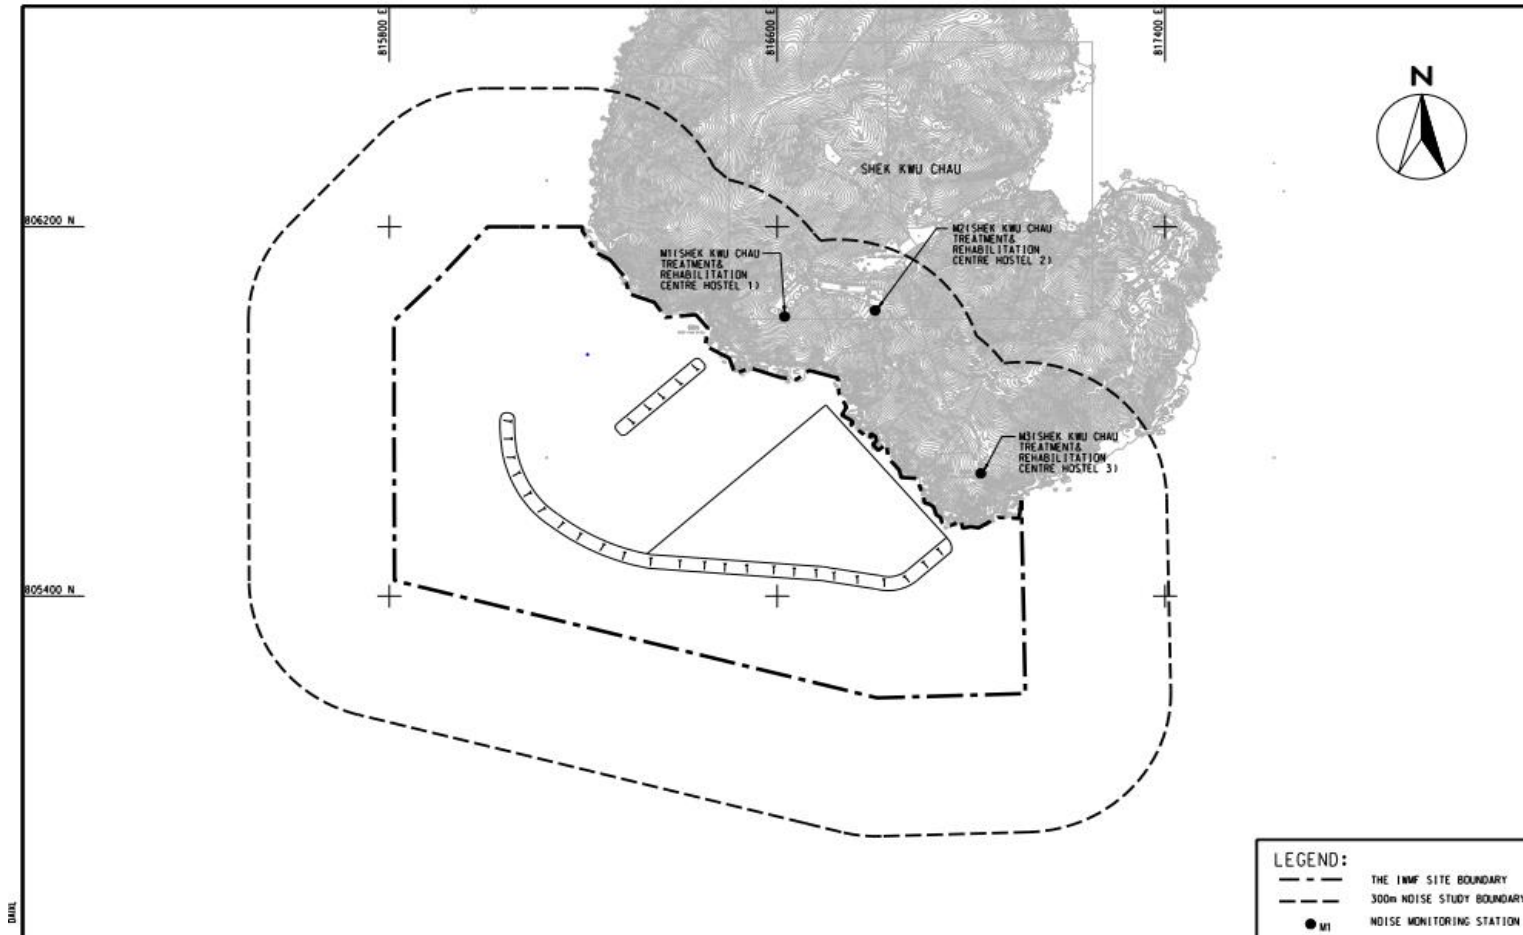 815800 E
816600 E
817400 E
N
SHEK KWU CHAU
806200 N
M1(SHEK KWU CHAU
TREATMENT&
REHABILITATION
CENTRE HOSTEL 1)
M2(SHEK KWU CHAU
TREATMENT&
REHABILITATION
CENTRE HOSTEL 2)
M3(SHEK KWU CHAU
TREATMENT&
REHABILITATION
CENTRE HOSTEL 3)
805400 N
LEGEND:
THE IWMF SITE BOUNDARY
300m NOISE STUDY BOUNDARY
M1
NOISE MONITORING STATION